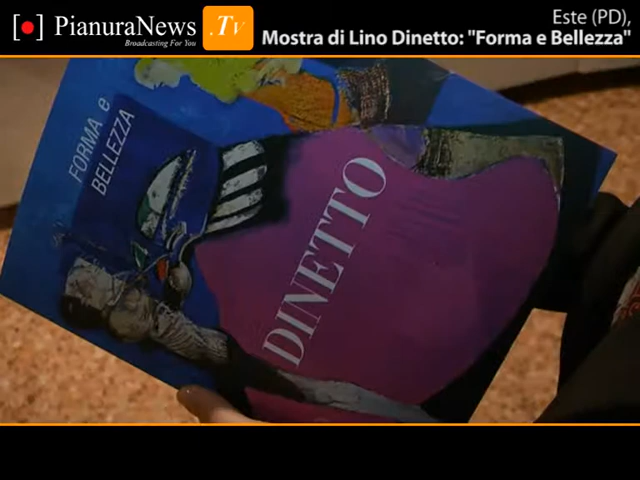 PianuraNews .Tv
Broadcasting For You
Este (PD),
Mostra di Lino Dinetto: "Forma e Bellezza"
FORMA e
BELLEZZA
DINETTO